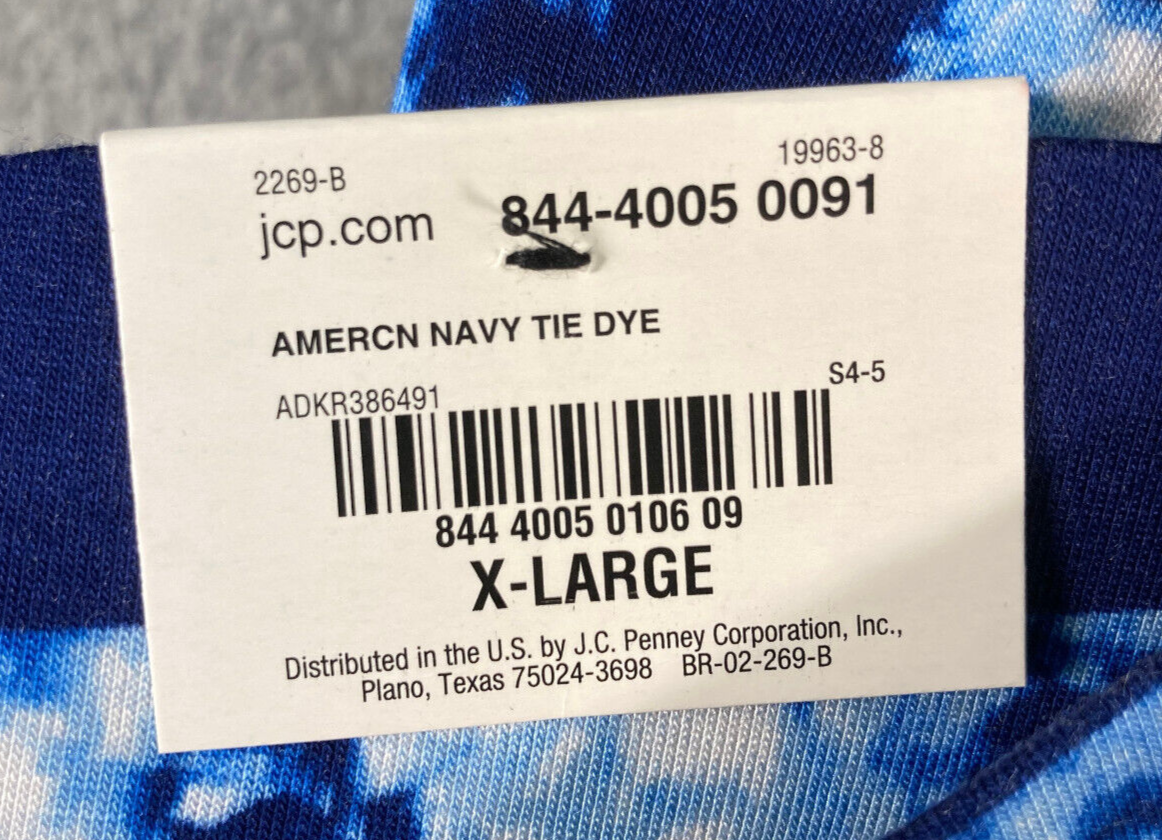 2269-B 19963-8
jcp.com 844-4005 0091
AMERCN NAVY TIE DYE
ADKR386491 S4-5
844 4005 0106 09
X-LARGE
Distributed in the U.S. by J.C. Penney Corporation, Inc.,
Plano, Texas 75024-3698 BR-02-269-B